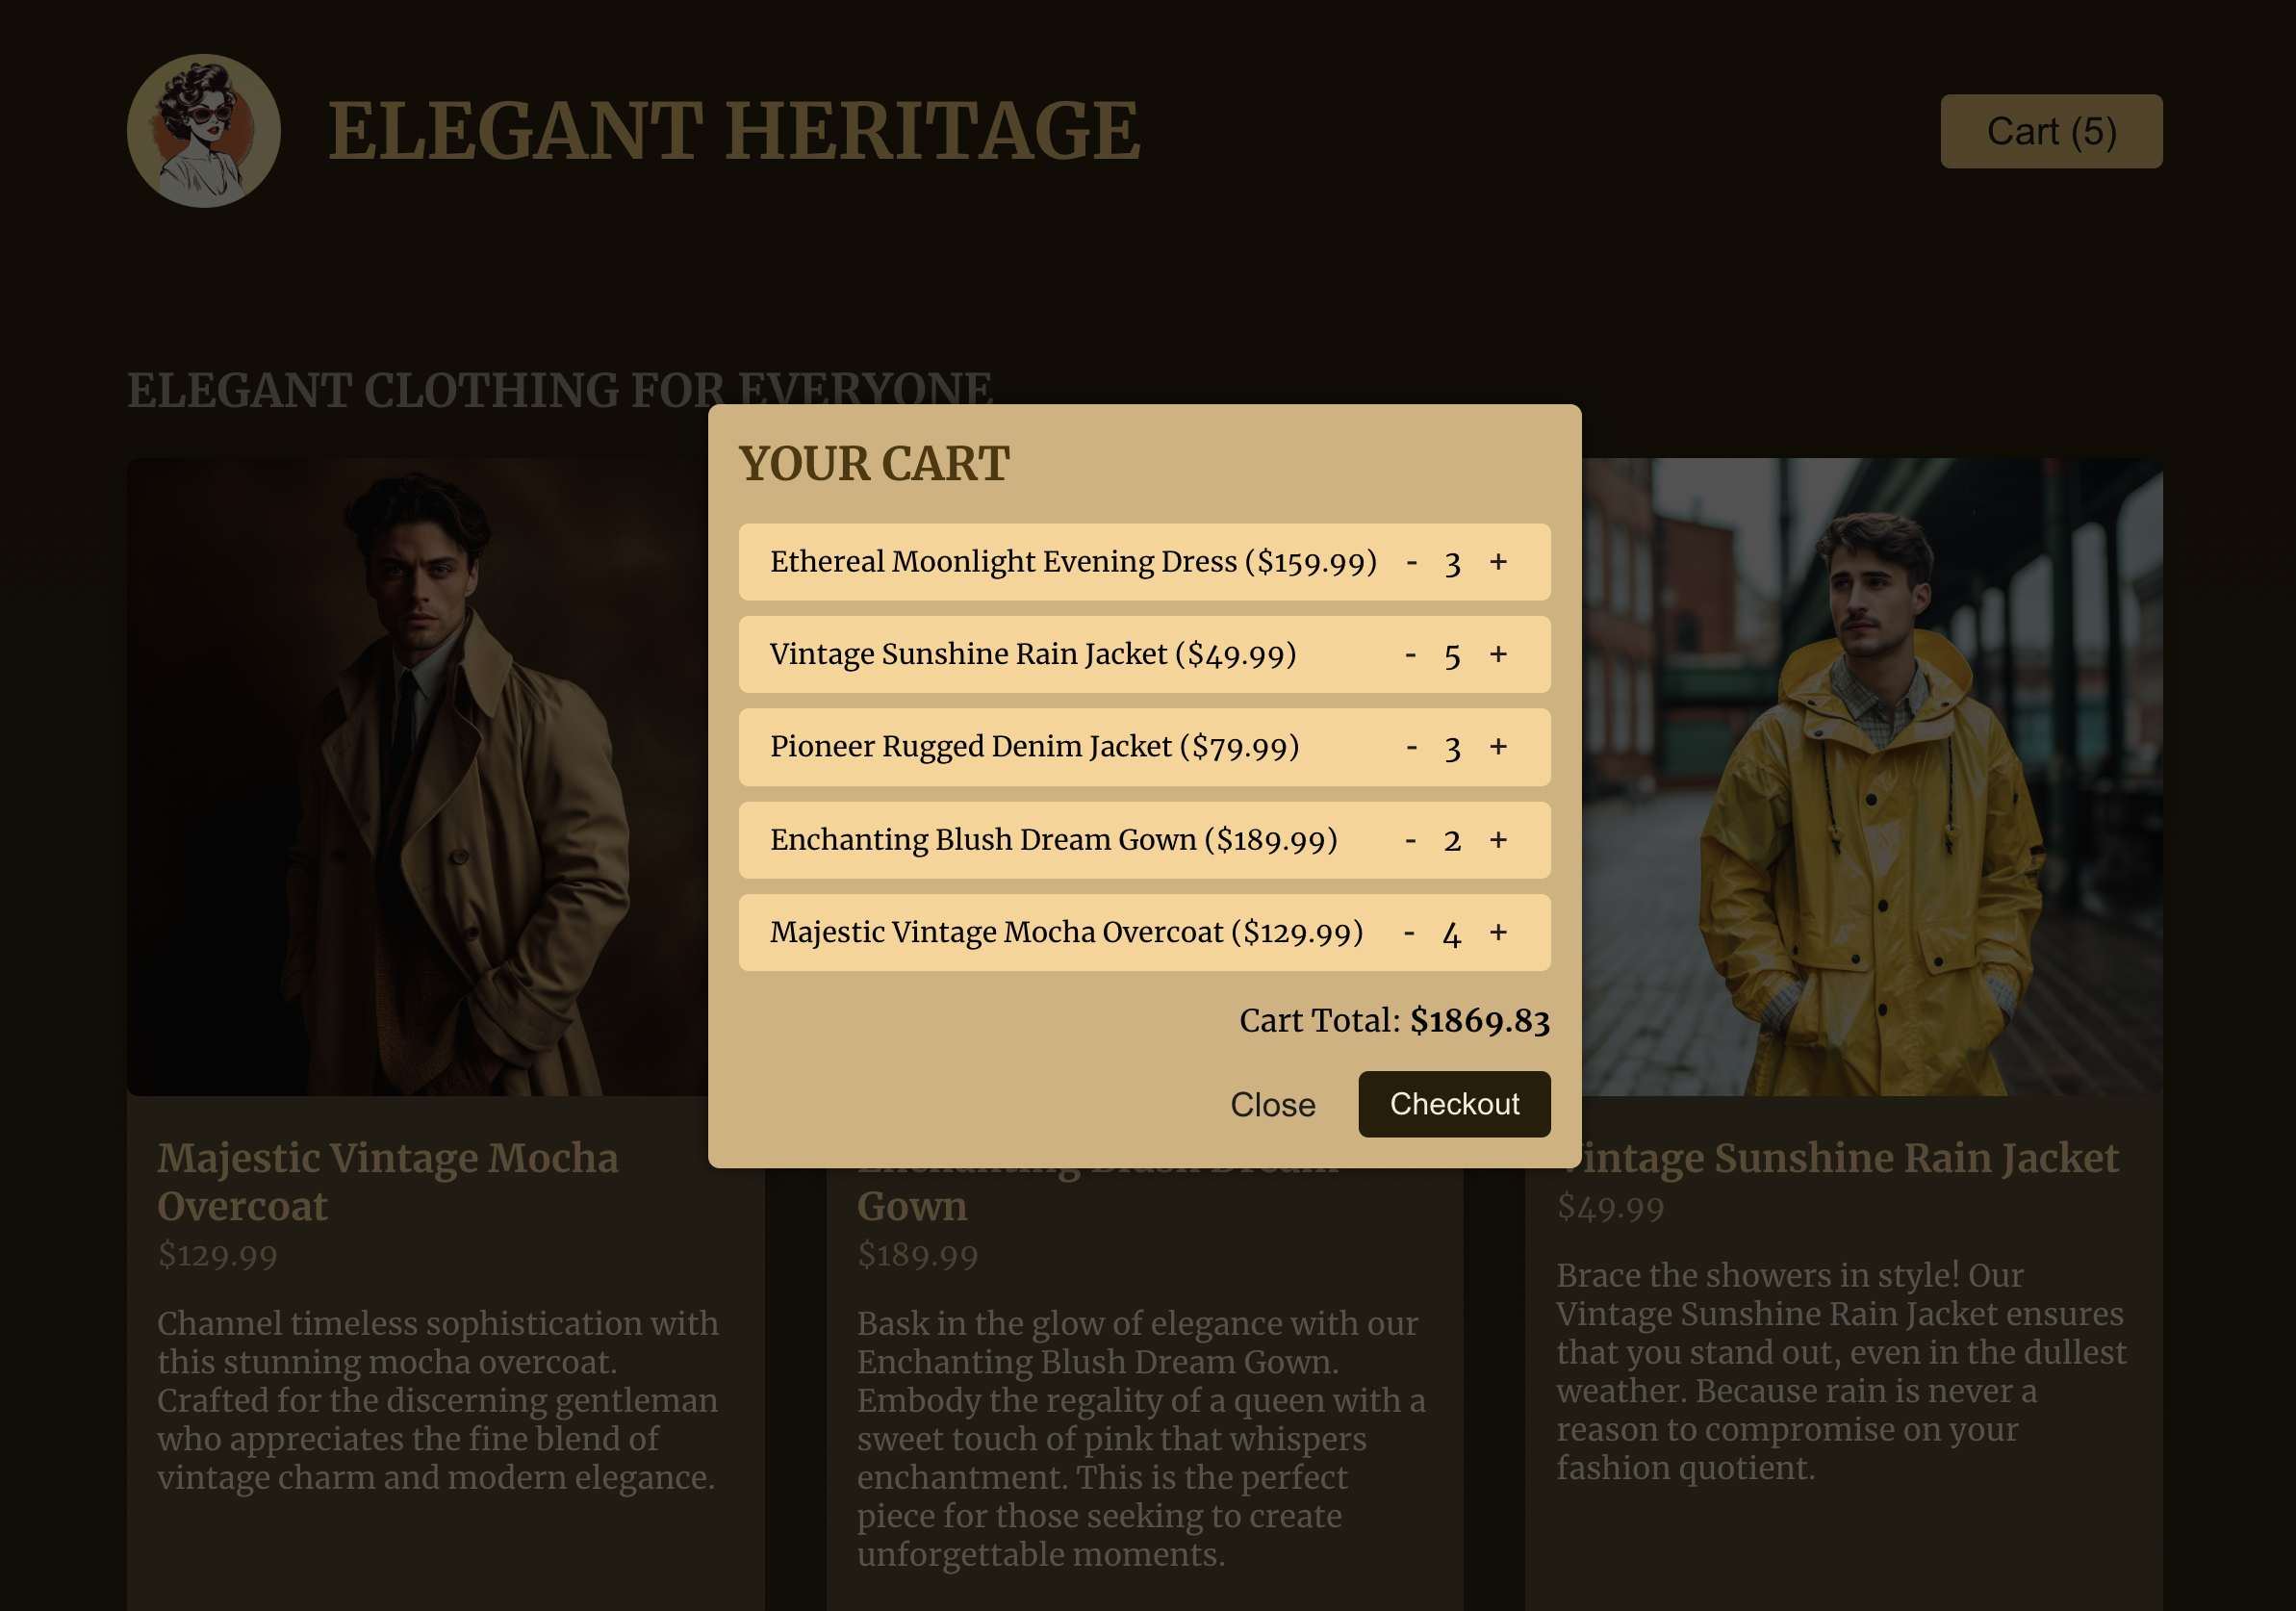 ELEGANT HERITAGE
Cart (5)
ELEGANT CLOTHING FOR EVERYONE
YOUR CART
Ethereal Moonlight Evening Dress ($159.99) - 3 +
Vintage Sunshine Rain Jacket ($49.99) - 5 +
Pioneer Rugged Denim Jacket ($79.99) - 3 +
Enchanting Blush Dream Gown ($189.99) - 2 +
Majestic Vintage Mocha Overcoat ($129.99) - 4 +
Cart Total: $1869.83
Close Checkout
Majestic Vintage Mocha
Overcoat
$129.99
Channel timeless sophistication with
this stunning mocha overcoat.
Crafted for the discerning gentleman
who appreciates the fine blend of
vintage charm and modern elegance.
Enchanting Blush Dream
Gown
$189.99
Bask in the glow of elegance with our
Enchanting Blush Dream Gown.
Embody the regality of a queen with a
sweet touch of pink that whispers
enchantment. This is the perfect
piece for those seeking to create
unforgettable moments.
Vintage Sunshine Rain Jacket
$49.99
Brace the showers in style! Our
Vintage Sunshine Rain Jacket ensures
that you stand out, even in the dullest
weather. Because rain is never a
reason to compromise on your
fashion quotient.